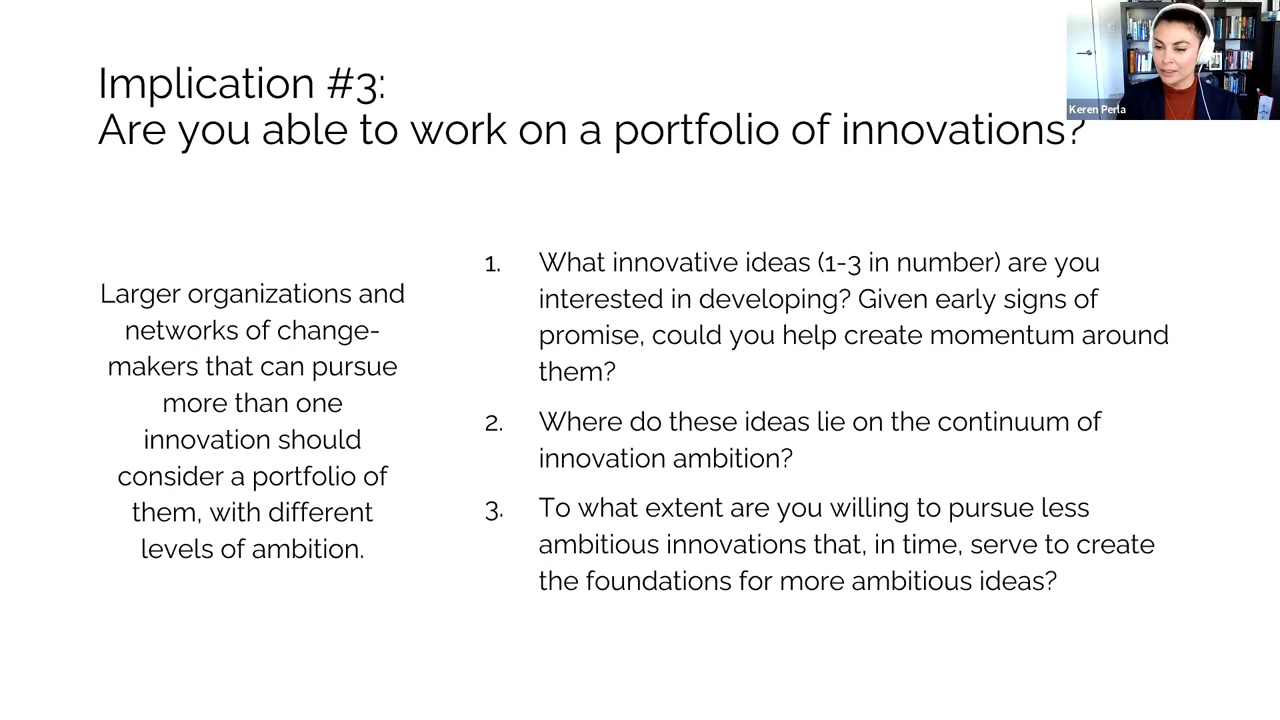 Implication #3:
Are you able to work on a portfolio of innovations?
Keren Perla
Larger organizations and
networks of change-
makers that can pursue
more than one
innovation should
consider a portfolio of
them, with different
levels of ambition.
1. What innovative ideas (1-3 in number) are you
interested in developing? Given early signs of
promise, could you help create momentum around
them?
2. Where do these ideas lie on the continuum of
innovation ambition?
3. To what extent are you willing to pursue less
ambitious innovations that, in time, serve to create
the foundations for more ambitious ideas?